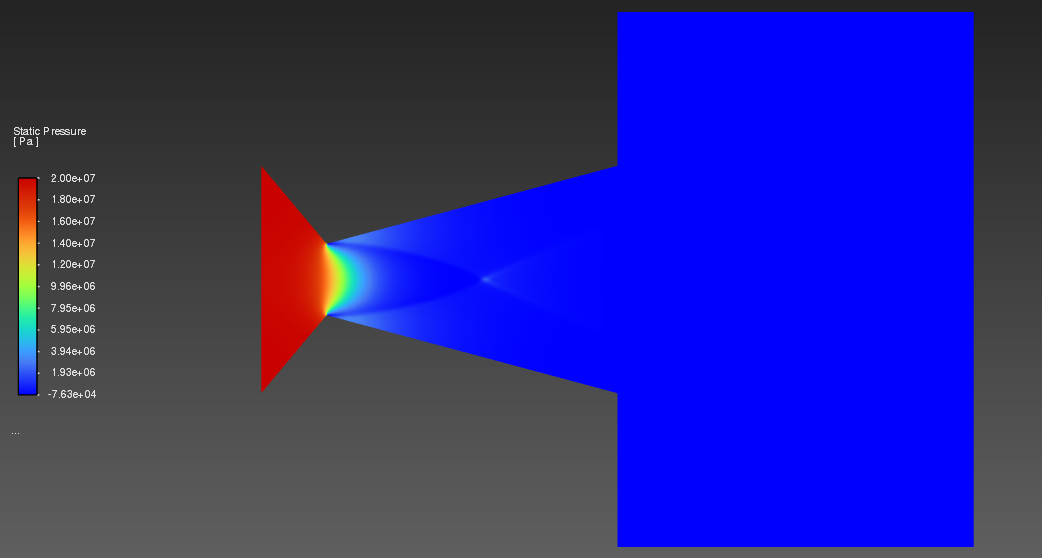 Static Pressure
[ Pa ]
2.00e+07
1.80e+07
1.60e+07
1.40e+07
1.20e+07
9.96e+06
7.95e+06
5.95e+06
3.94e+06
1.93e+06
-7.63e+04
...